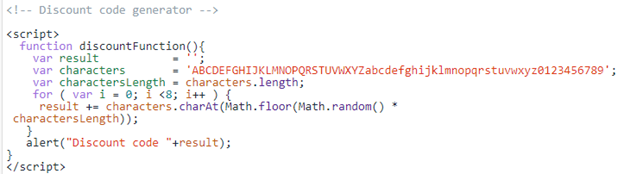 <!-- Discount code generator -->
<script>
function discountFunction(){
var result = '';
var characters = 'ABCDEFGHIJKLMNOPQRSTUVWXYZabcdefghijklmnopqrstuvwxyz0123456789';
var charactersLength = characters.length;
for ( var i = 0; i <8; i++ ) {
result += characters.charAt(Math.floor(Math.random() *
charactersLength));
}
alert("Discount code "+result);
}
</script>